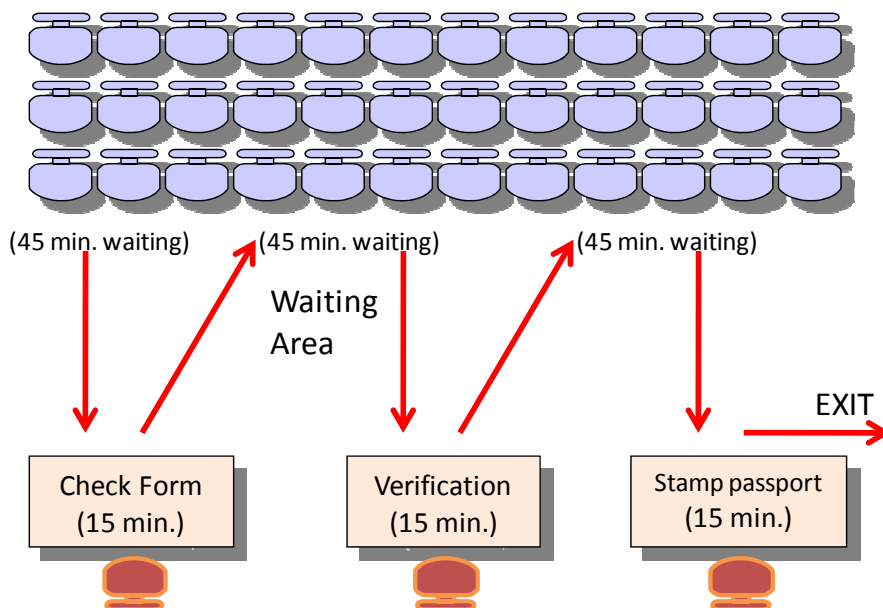 (45 min. waiting)
(45 min. waiting)
(45 min. waiting)
Waiting
Area
EXIT
Check Form
(15 min.)
Verification
(15 min.)
Stamp passport
(15 min.)